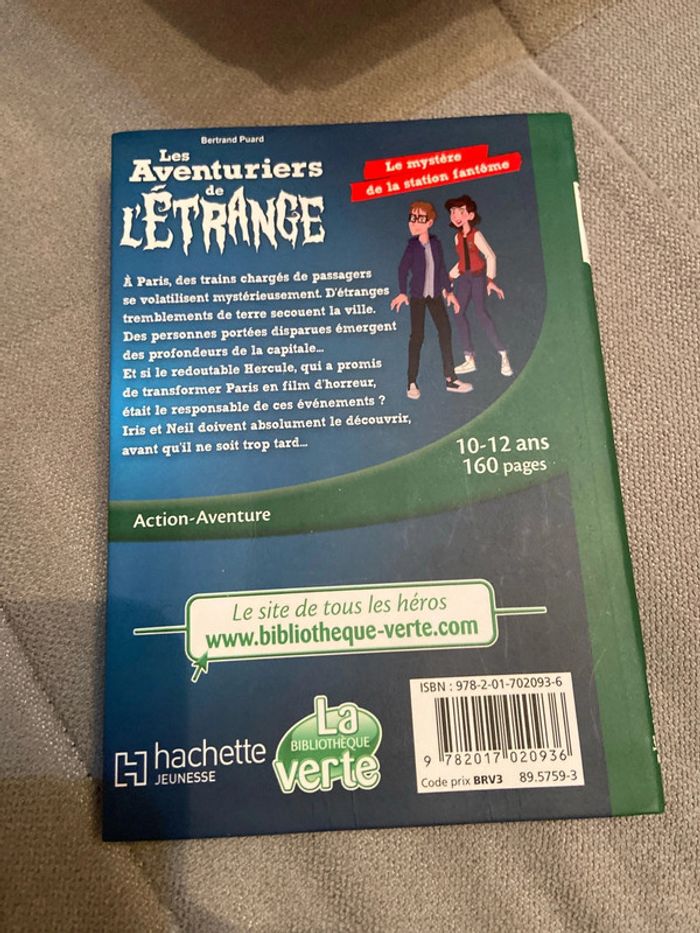 Bertrand Puard
Les
Aventuriers
de
L'ÉTRANGE
Le mystère
de la station fantôme
À Paris, des trains chargés de passagers
se volatilisent mystérieusement. D'étranges
tremblements de terre secouent la ville.
Des personnes portées disparues émergent
des profondeurs de la capitale...
Et si le redoutable Hercule, qui a promis
de transformer Paris en film d'horreur,
était le responsable de ces événements ?
Iris et Neil doivent absolument le découvrir,
avant qu'il ne soit trop tard...
10-12 ans
160 pages
Action-Aventure
Le site de tous les héros
www.bibliotheque-verte.com
hachette
JEUNESSE
La
BIBLIOTHÈQUE
verte
ISBN : 978-2-01-702093-6
9 782017 020936
Code prix BRV3 89.5759-3